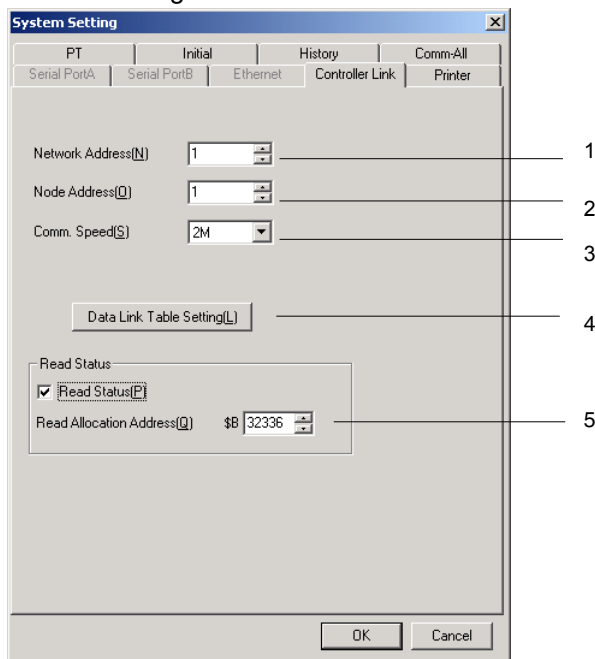 System Setting
PT Initial History Comm-All
Serial PortA Serial PortB Ethernet Controller Link Printer
Network Address(N) 1 1
Node Address(O) 1 2
Comm. Speed(S) 2M 3
Data Link Table Setting(L) 4
Read Status
Read Status(P)
Read Allocation Address(Q) $B 32336 5
OK Cancel